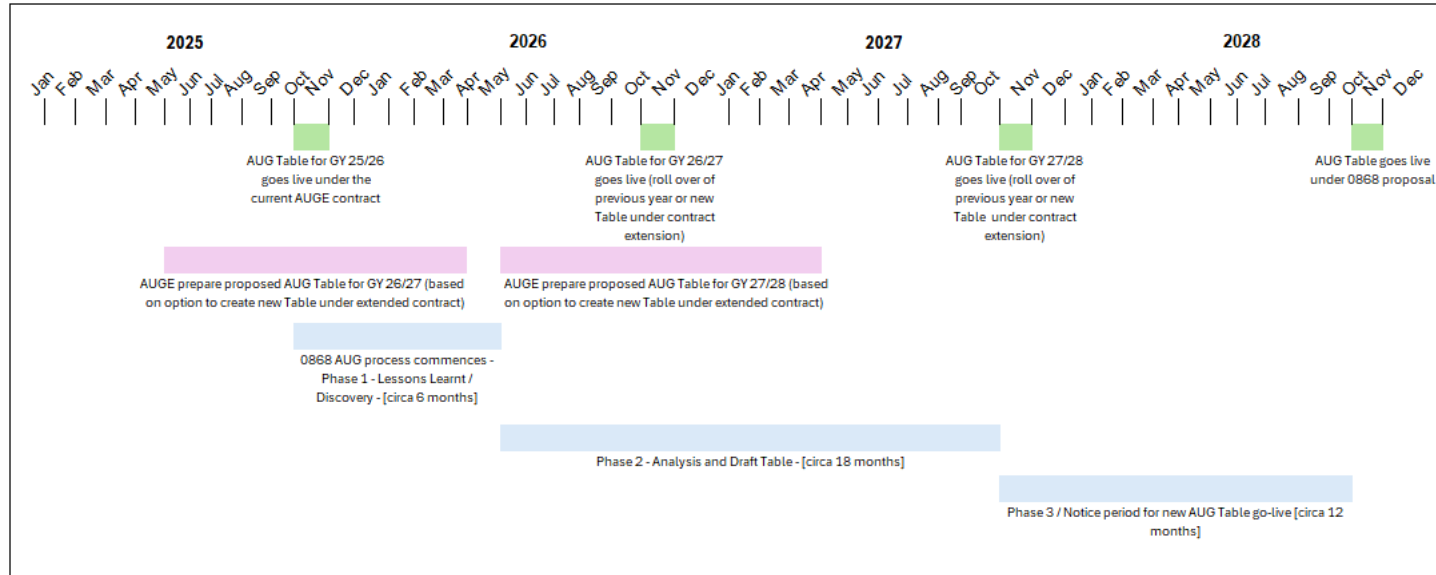 2025 2026 2027 2028
Jan Feb Mar Apr May Jun Jul Aug Sep Oct Nov Dec Jan Feb Mar Apr May Jun Jul Aug Sep Oct Nov Dec Jan Feb Mar Apr May Jun Jul Aug Sep Oct Nov Dec Jan Feb Mar Apr May Jun Jul Aug Sep Oct Nov Dec
AUG Table for GY 25/26
goes live under the
current AUGE contract
AUG Table for GY 26/27
goes live (roll over of
previous year or new
Table under contract
extension)
AUG Table for GY 27/28
goes live (roll over of
previous year or new
Table under contract
extension)
AUG Table goes live
under 0868 proposal
AUGE prepare proposed AUG Table for GY 26/27 (based
on option to create new Table under extended contract)
AUGE prepare proposed AUG Table for GY 27/28 (based
on option to create new Table under extended contract)
0868 AUG process commences -
Phase 1 - Lessons Learnt /
Discovery - [circa 6 months]
Phase 2 - Analysis and Draft Table - [circa 18 months]
Phase 3 / Notice period for new AUG Table go-live [circa 12
months]